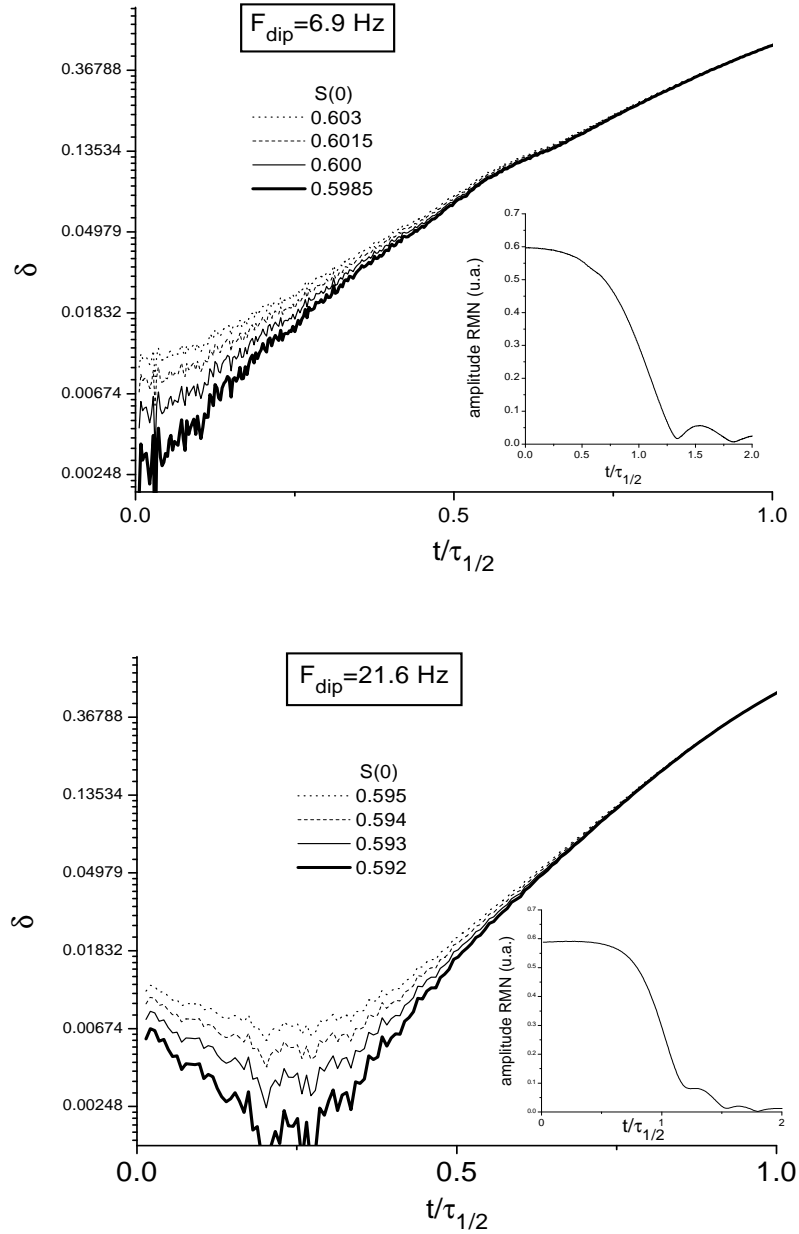 F_dip=6.9 Hz
S(0)
0.603
0.6015
0.600
0.5985
0.36788
0.13534
0.04979
0.01832
0.00674
0.00248
δ
0.0 0.5 1.0
t/τ_1/2
amplitude RMN (u.a.)
0.7
0.6
0.5
0.4
0.3
0.2
0.1
0.0
0.0 0.5 1.0 1.5 2.0
t/τ_1/2
F_dip=21.6 Hz
S(0)
0.595
0.594
0.593
0.592
0.36788
0.13534
0.04979
0.01832
0.00674
0.00248
δ
0.0 0.5 1.0
t/τ_1/2
amplitude RMN (u.a.)
0.7
0.6
0.5
0.4
0.3
0.2
0.1
0.0
0 1 2
t/τ_1/2